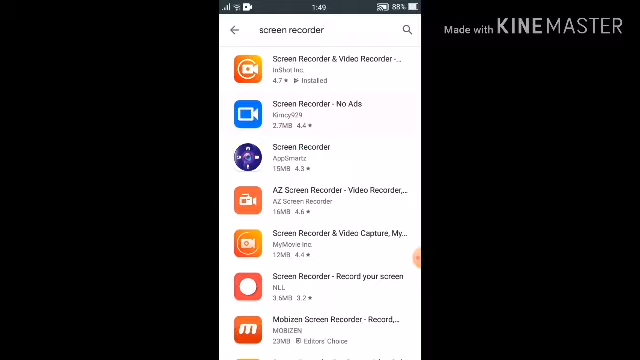 1:49
88%
screen recorder
Made with KINEMASTER
Screen Recorder & Video Recorder -...
InShot Inc.
4.7 ★ Installed
Screen Recorder - No Ads
Kirocy929
2.7MB 4.4 ★
Screen Recorder
AppSmartz
15MB 4.3 ★
AZ Screen Recorder - Video Recorder,...
AZ Screen Recorder
16MB 4.6 ★
Screen Recorder & Video Capture, My...
MyMovie Inc.
12MB 4.4 ★
Screen Recorder - Record your screen
NLL
3.6MB 3.2 ★
Mobizen Screen Recorder - Record,...
MOBIZEN
23MB Editors' Choice